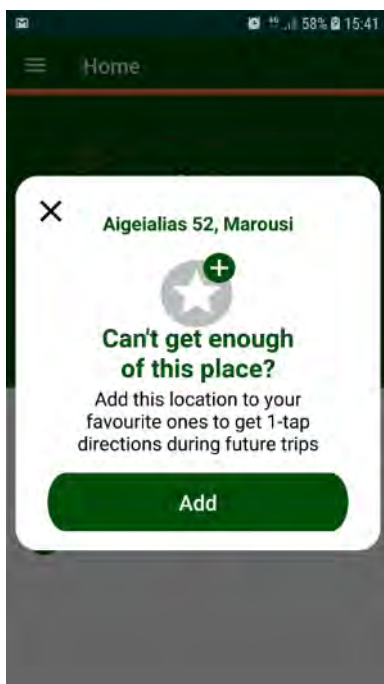 58% 15:41
Home
Aigeialias 52, Marousi
Can't get enough
of this place?
Add this location to your
favourite ones to get 1-tap
directions during future trips
Add